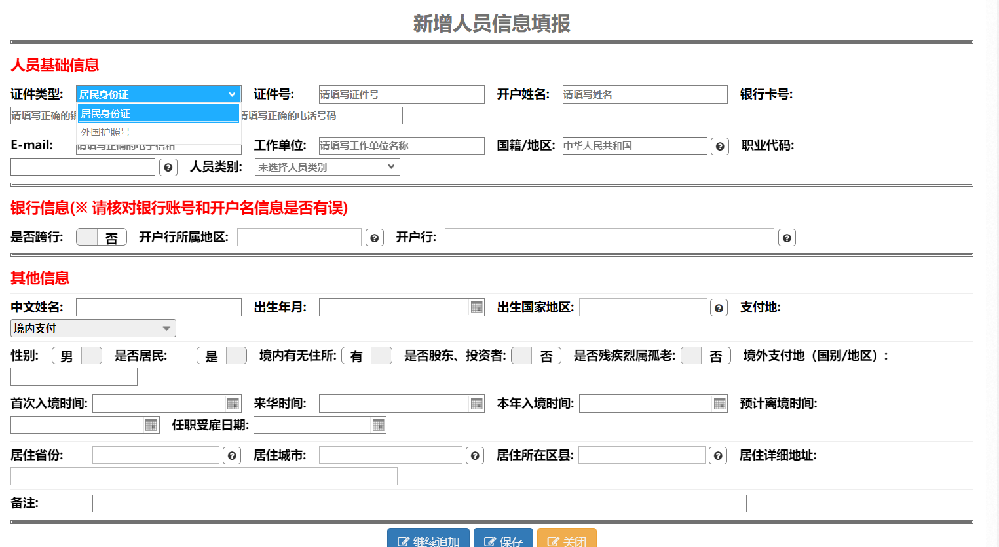 新增人员信息填报
人员基础信息
证件类型: 居民身份证 证件号: 请填写证件号 开户姓名: 请填写姓名 银行卡号:
居民身份证
请填写正确的银 请填写正确的电话号码
外国护照号
E-mail: 请填写正确的电子信箱 工作单位: 请填写工作单位名称 国籍/地区: 中华人民共和国 职业代码:
人员类别: 未选择人员类别
银行信息(※ 请核对银行账号和开户名信息是否有误)
是否跨行: 否 开户行所属地区: 开户行:
其他信息
中文姓名: 出生年月: 出生国家地区: 支付地:
境内支付
性别: 男 是否居民: 是 境内有无住所: 有 是否股东、投资者: 否 是否残疾烈属孤老: 否 境外支付地（国别/地区）:
首次入境时间: 来华时间: 本年入境时间: 预计离境时间:
任职受雇日期:
居住省份: 居住城市: 居住所在区县: 居住详细地址:
备注:
继续追加 保存 关闭